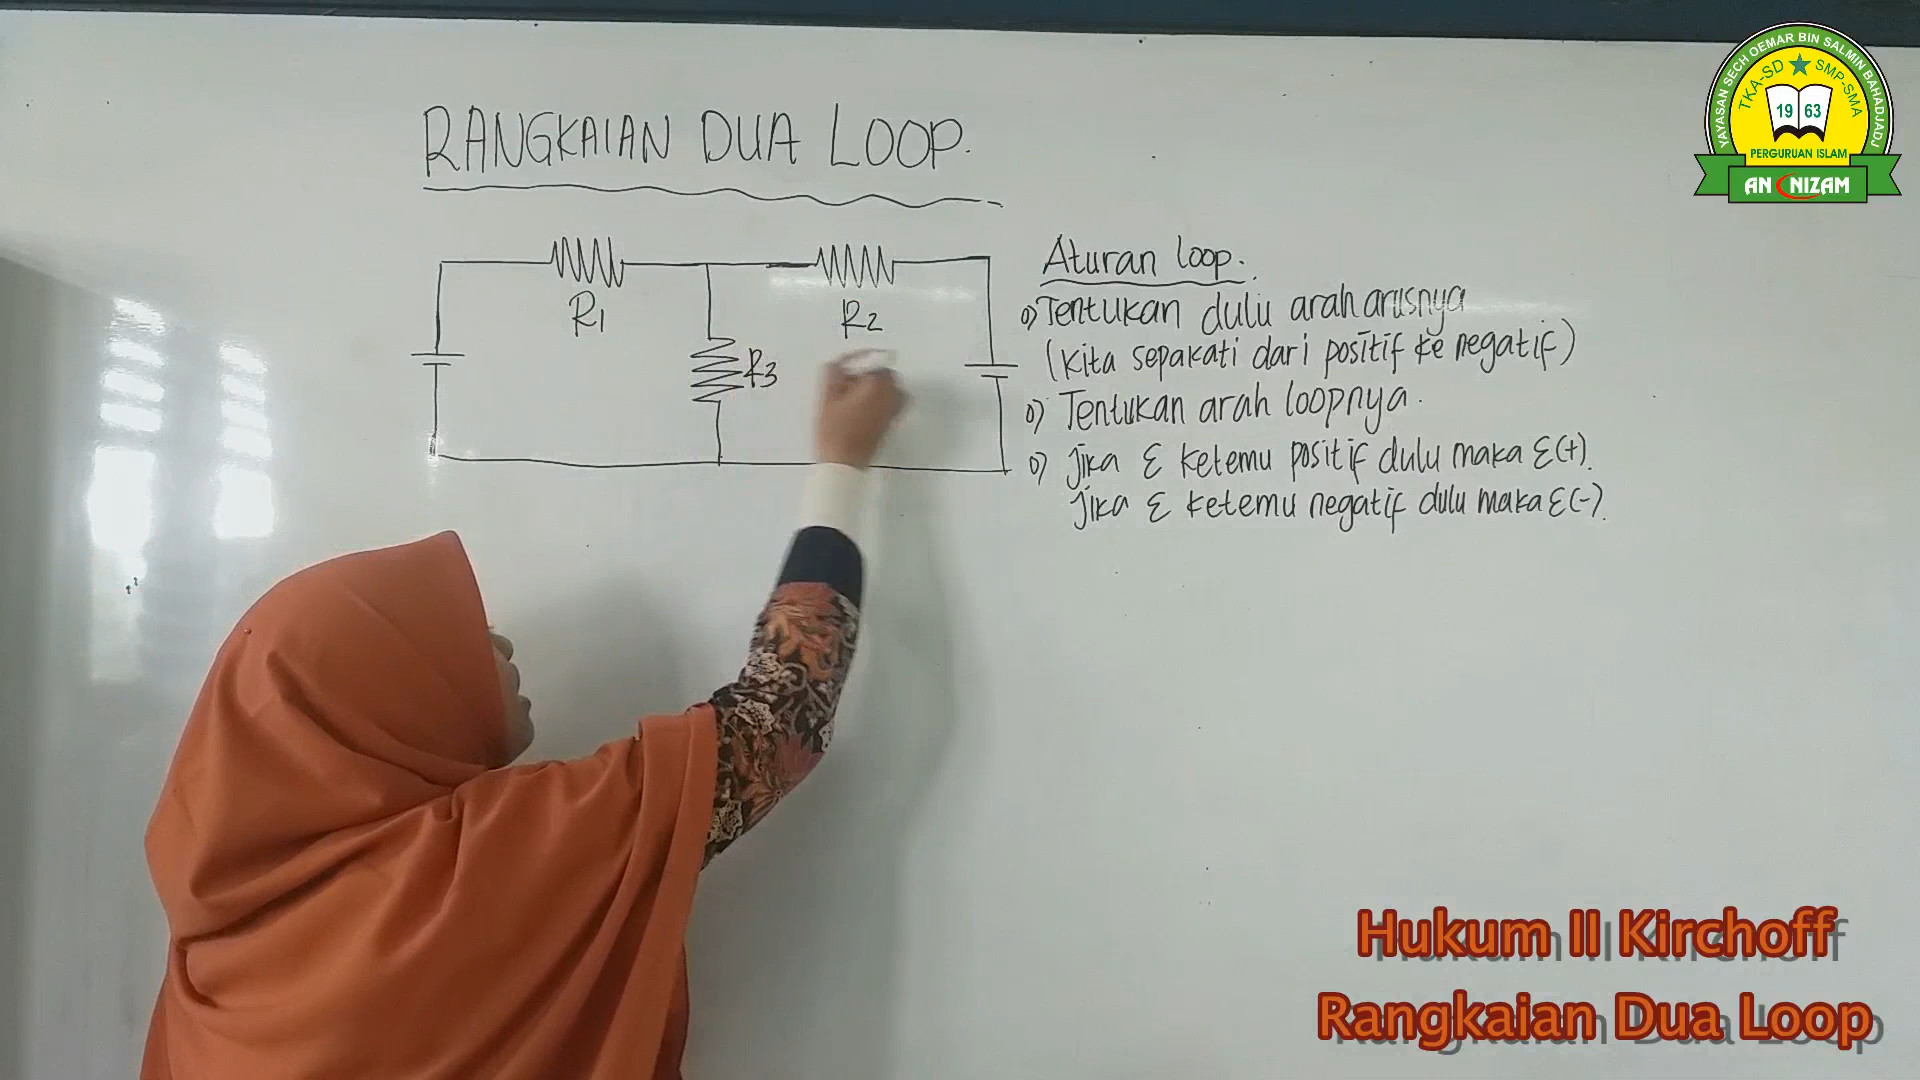 RANGKAIAN DUA LOOP.
R1
R2
R3
Aturan loop.
o) Tentukan dulu arah arusnya
(kita sepakati dari positif ke negatif)
o) Tentukan arah loopnya.
o) jika ε ketemu positif dulu maka ε(+).
jika ε ketemu negatif dulu maka ε(-).
YAYASAN SECH OEMAR BIN SALMIN BAHADJADJ
TKA-SD SMP-SMA
19 63
PERGURUAN ISLAM
AN NIZAM
Hukum II Kirchoff
Rangkaian Dua Loop